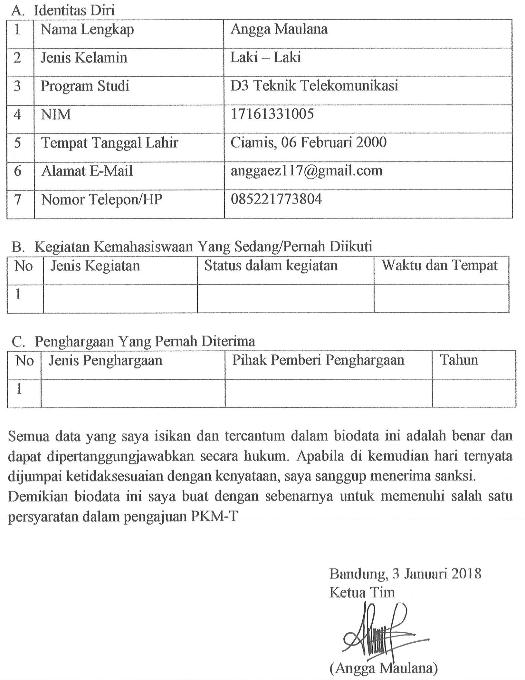 A. Identitas Diri
1 Nama Lengkap Angga Maulana
2 Jenis Kelamin Laki – Laki
3 Program Studi D3 Teknik Telekomunikasi
4 NIM 17161331005
5 Tempat Tanggal Lahir Ciamis, 06 Februari 2000
6 Alamat E-Mail anggaez117@gmail.com
7 Nomor Telepon/HP 085221773804
B. Kegiatan Kemahasiswaan Yang Sedang/Pernah Diikuti
No Jenis Kegiatan Status dalam kegiatan Waktu dan Tempat
1
C. Penghargaan Yang Pernah Diterima
No Jenis Penghargaan Pihak Pemberi Penghargaan Tahun
1
Semua data yang saya isikan dan tercantum dalam biodata ini adalah benar dan
dapat dipertanggungjawabkan secara hukum. Apabila di kemudian hari ternyata
dijumpai ketidaksesuaian dengan kenyataan, saya sanggup menerima sanksi.
Demikian biodata ini saya buat dengan sebenarnya untuk memenuhi salah satu
persyaratan dalam pengajuan PKM-T
Bandung, 3 Januari 2018
Ketua Tim
(Angga Maulana)